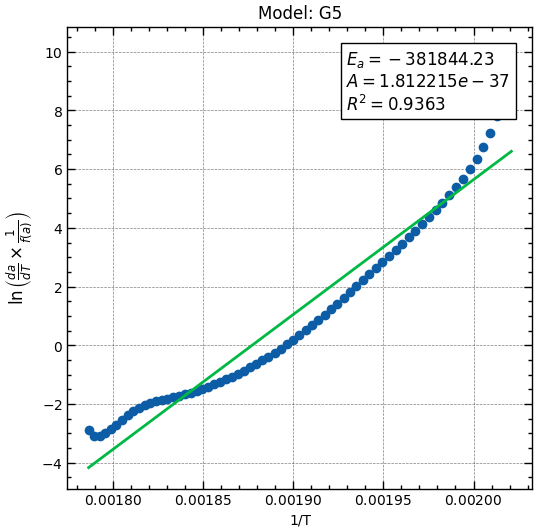 Model: G5
E_a = −381844.23
A = 1.812215e − 37
R² = 0.9363
ln(da/dT × 1/f(a))
10
8
6
4
2
0
−2
−4
0.00180 0.00185 0.00190 0.00195 0.00200
1/T